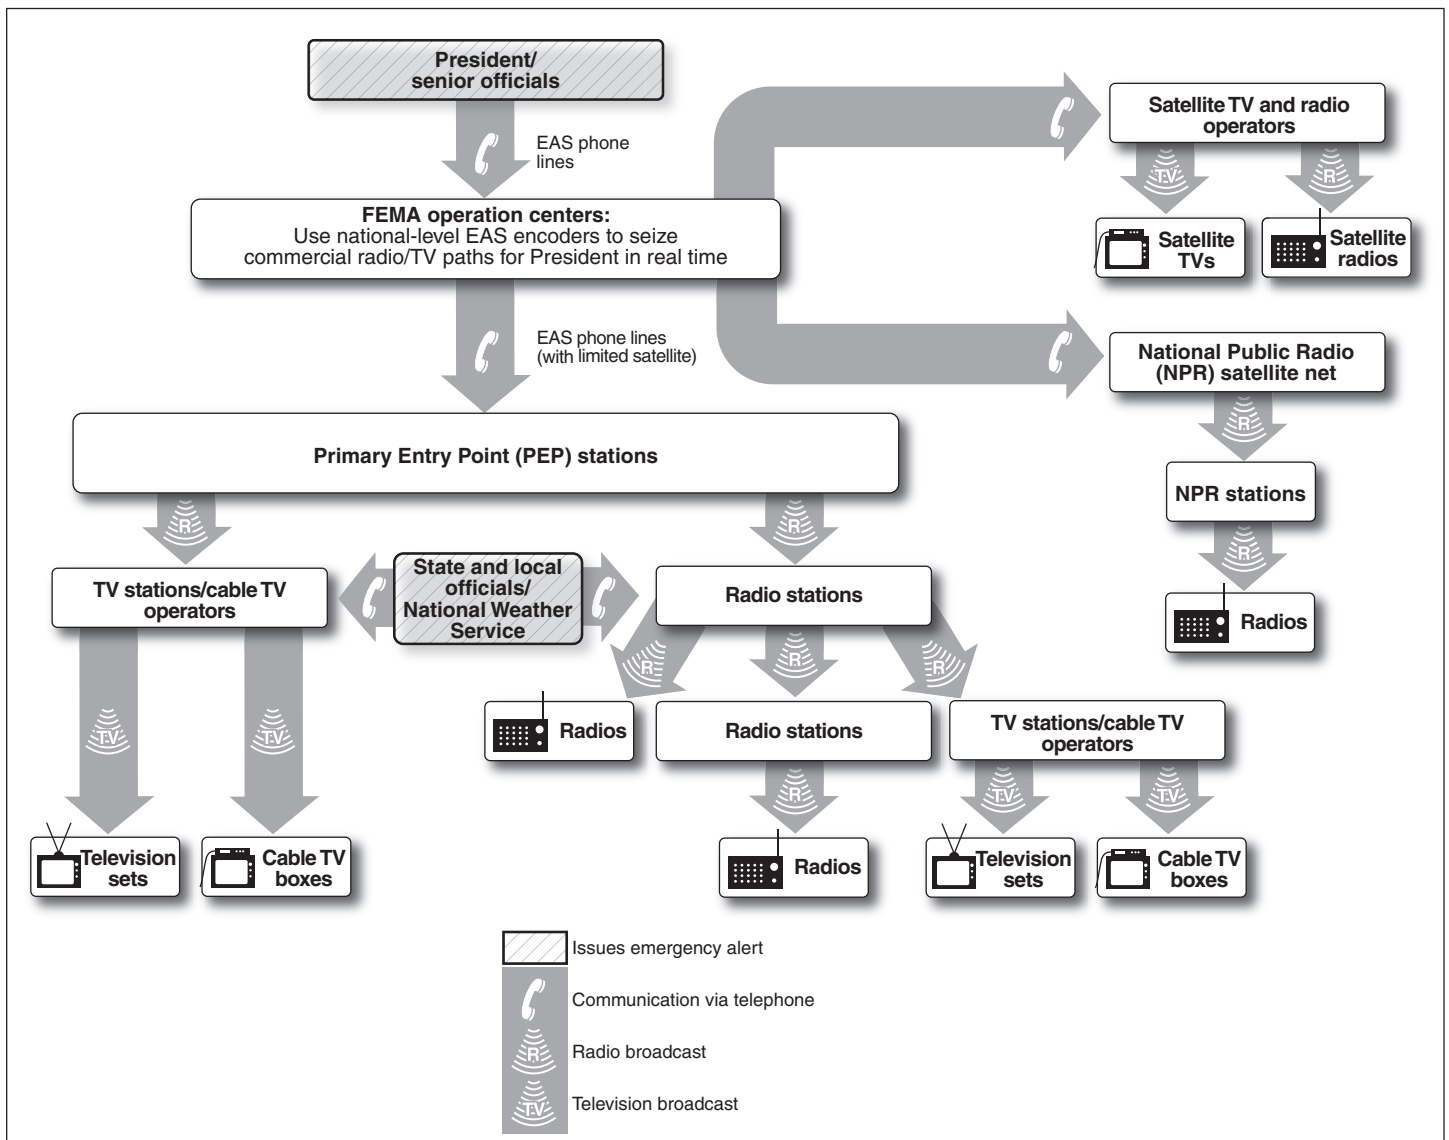 President/
senior officials
EAS phone
lines
FEMA operation centers:
Use national-level EAS encoders to seize
commercial radio/TV paths for President in real time
Satellite TV and radio
operators
TV
R
Satellite
TVs
Satellite
radios
EAS phone lines
(with limited satellite)
National Public Radio
(NPR) satellite net
R
NPR stations
R
Radios
Primary Entry Point (PEP) stations
R
R
TV stations/cable TV
operators
State and local
officials/
National Weather
Service
Radio stations
R
R
R
TV
TV
Radios
Radio stations
TV stations/cable TV
operators
R
TV
TV
Television
sets
Cable TV
boxes
Radios
Television
sets
Cable TV
boxes
Issues emergency alert
Communication via telephone
R
Radio broadcast
TV
Television broadcast